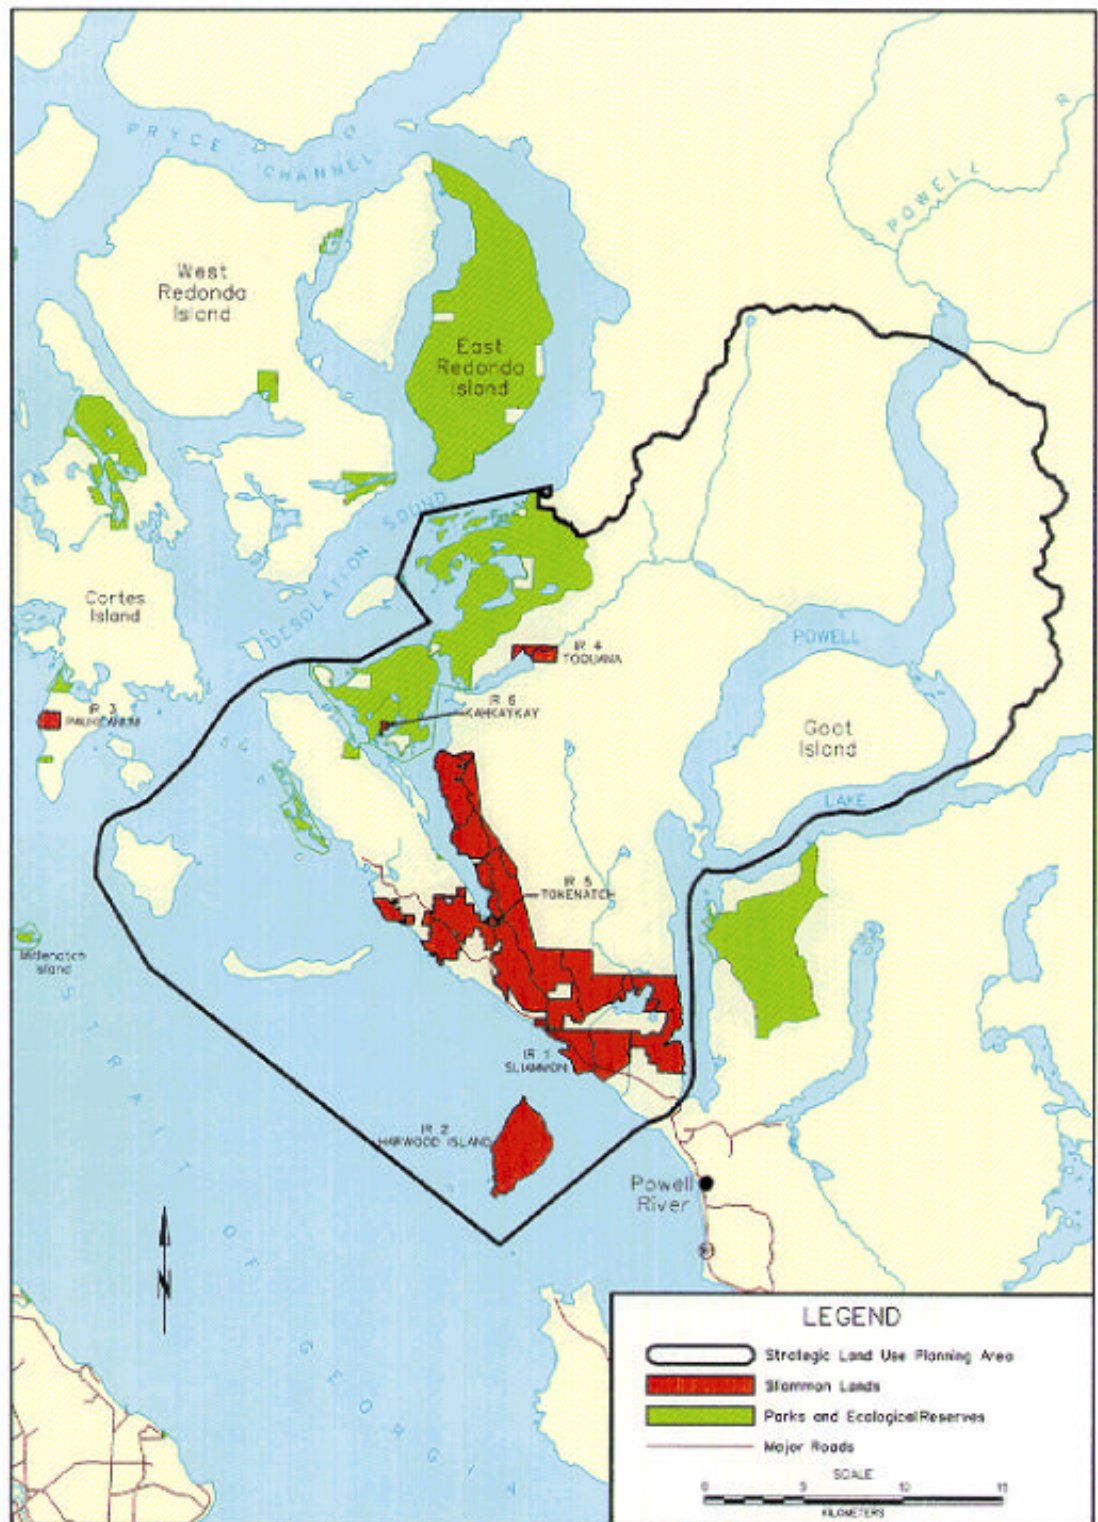 PRYCE
CHANNEL
POWELL
R
West
Redonda
Island
East
Redonda
Island
DESOLATION SOUND
Cortes
Island
POWELL
IR 4
TOQUANA
IR 6
KAHKAYKAY
IR 3
Goat
Island
LAKE
IR 5
TOKENATCH
Mitlenatch
Island
IR 1
SLIAMMON
IR 2
HARWOOD ISLAND
Powell
River
STRAIT OF GEORGIA
N
LEGEND
Strategic Land Use Planning Area
Sliammon Lands
Parks and Ecological Reserves
Major Roads
SCALE
0 5 10 15
KILOMETERS